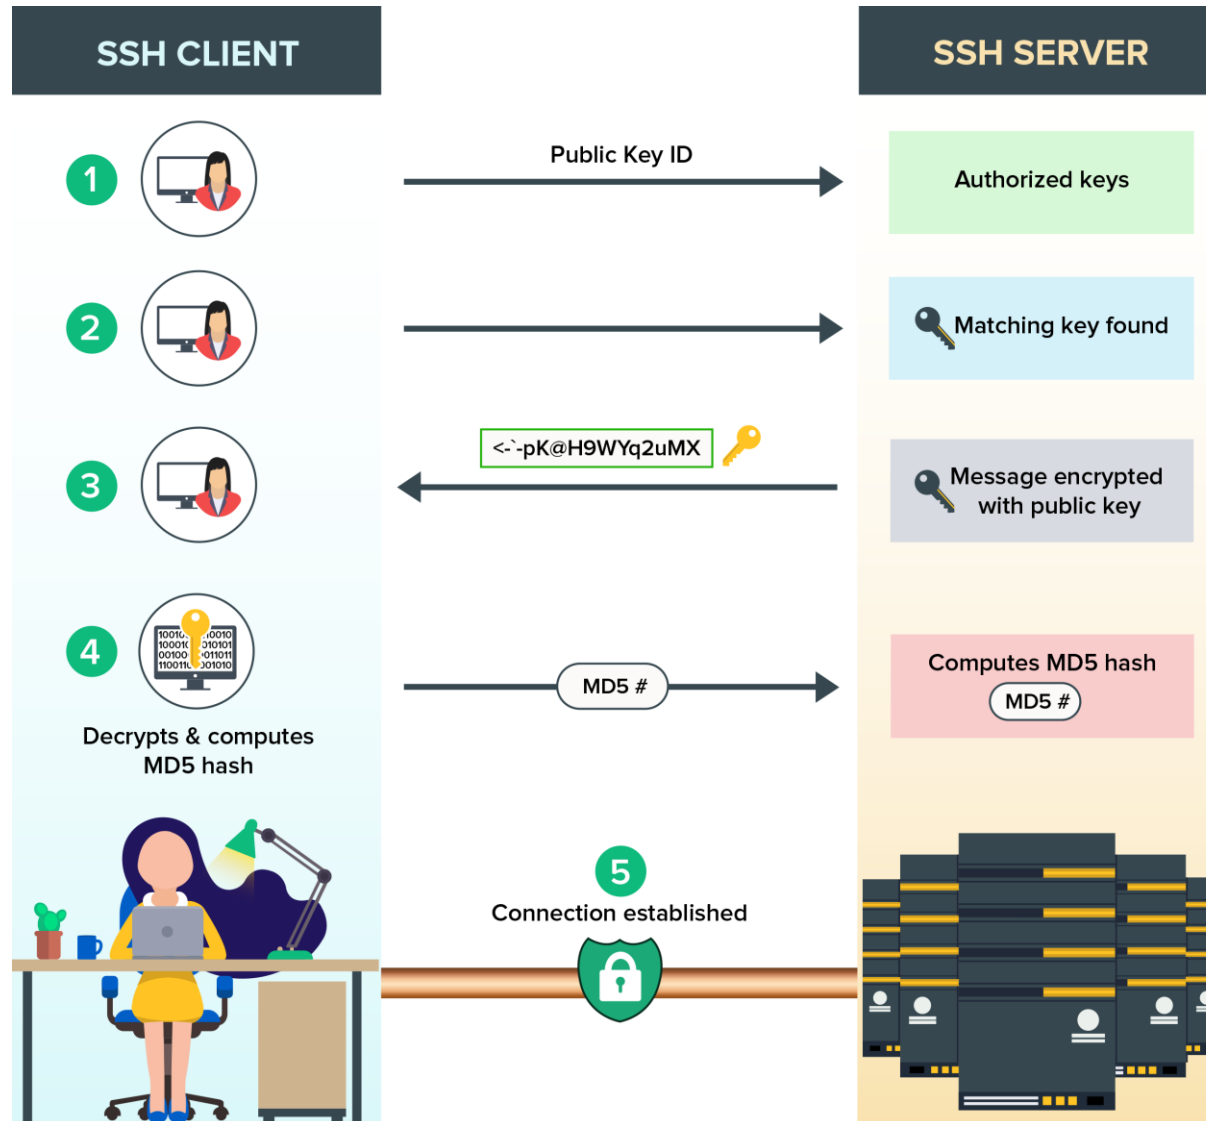 SSH CLIENT
SSH SERVER
1
Public Key ID
Authorized keys
2
Matching key found
3
<-`-pK@H9WYq2uMX
Message encrypted
with public key
4
Decrypts & computes
MD5 hash
MD5 #
Computes MD5 hash
MD5 #
5
Connection established